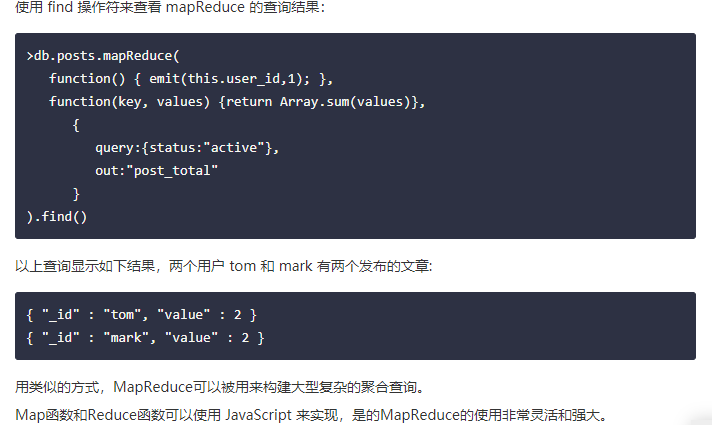 使用 find 操作符来查看 mapReduce 的查询结果：
>db.posts.mapReduce(
function() { emit(this.user_id,1); },
function(key, values) {return Array.sum(values)},
{
query:{status:"active"},
out:"post_total"
}
).find()
以上查询显示如下结果，两个用户 tom 和 mark 有两个发布的文章:
{ "_id" : "tom", "value" : 2 }
{ "_id" : "mark", "value" : 2 }
用类似的方式，MapReduce可以被用来构建大型复杂的聚合查询。
Map函数和Reduce函数可以使用 JavaScript 来实现，是的MapReduce的使用非常灵活和强大。